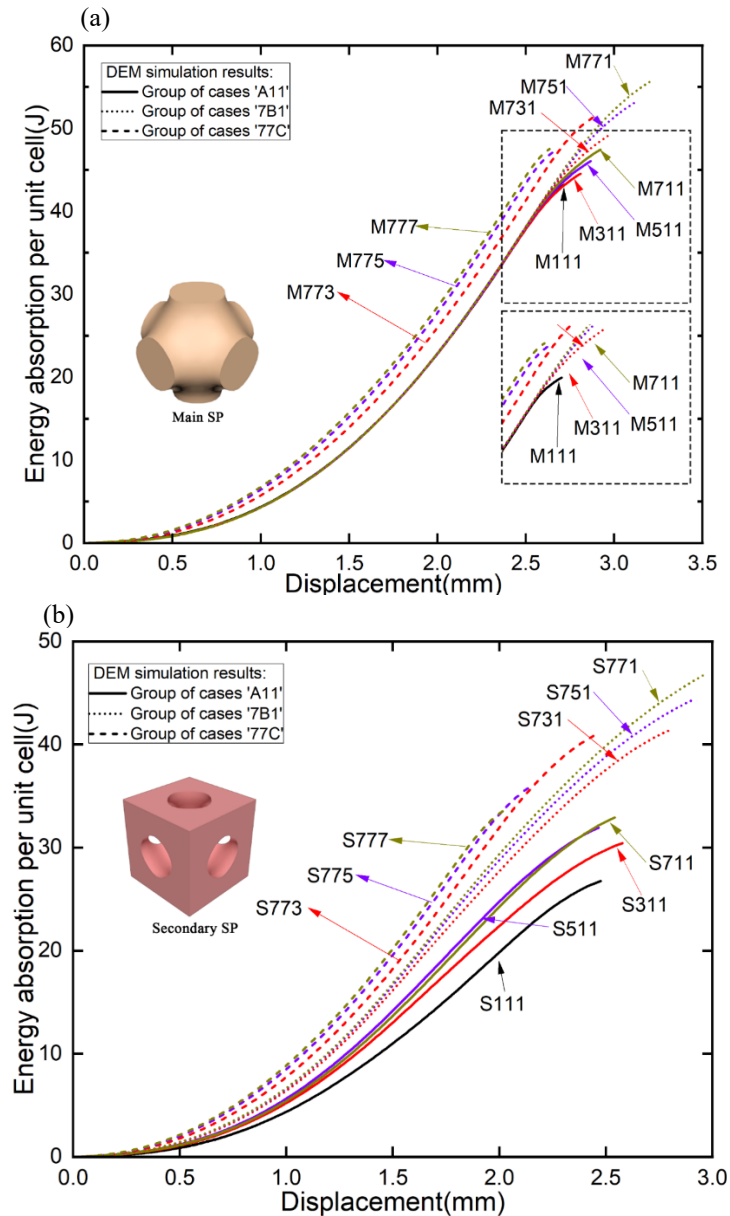 (a)
60
50
40
30
20
10
0
Energy absorption per unit cell(J)
DEM simulation results:
Group of cases 'A11'
Group of cases '7B1'
Group of cases '77C'
M771
M751
M731
M711
M511
M311
M111
M777
M775
M773
Main SP
M711
M511
M311
M111
0.0 0.5 1.0 1.5 2.0 2.5 3.0 3.5
Displacement(mm)
(b)
50
40
30
20
10
0
Energy absorption per unit cell(J)
DEM simulation results:
Group of cases 'A11'
Group of cases '7B1'
Group of cases '77C'
S771
S751
S731
S777
S775
S773
S711
S311
S511
S111
Secondary SP
0.0 0.5 1.0 1.5 2.0 2.5 3.0
Displacement(mm)